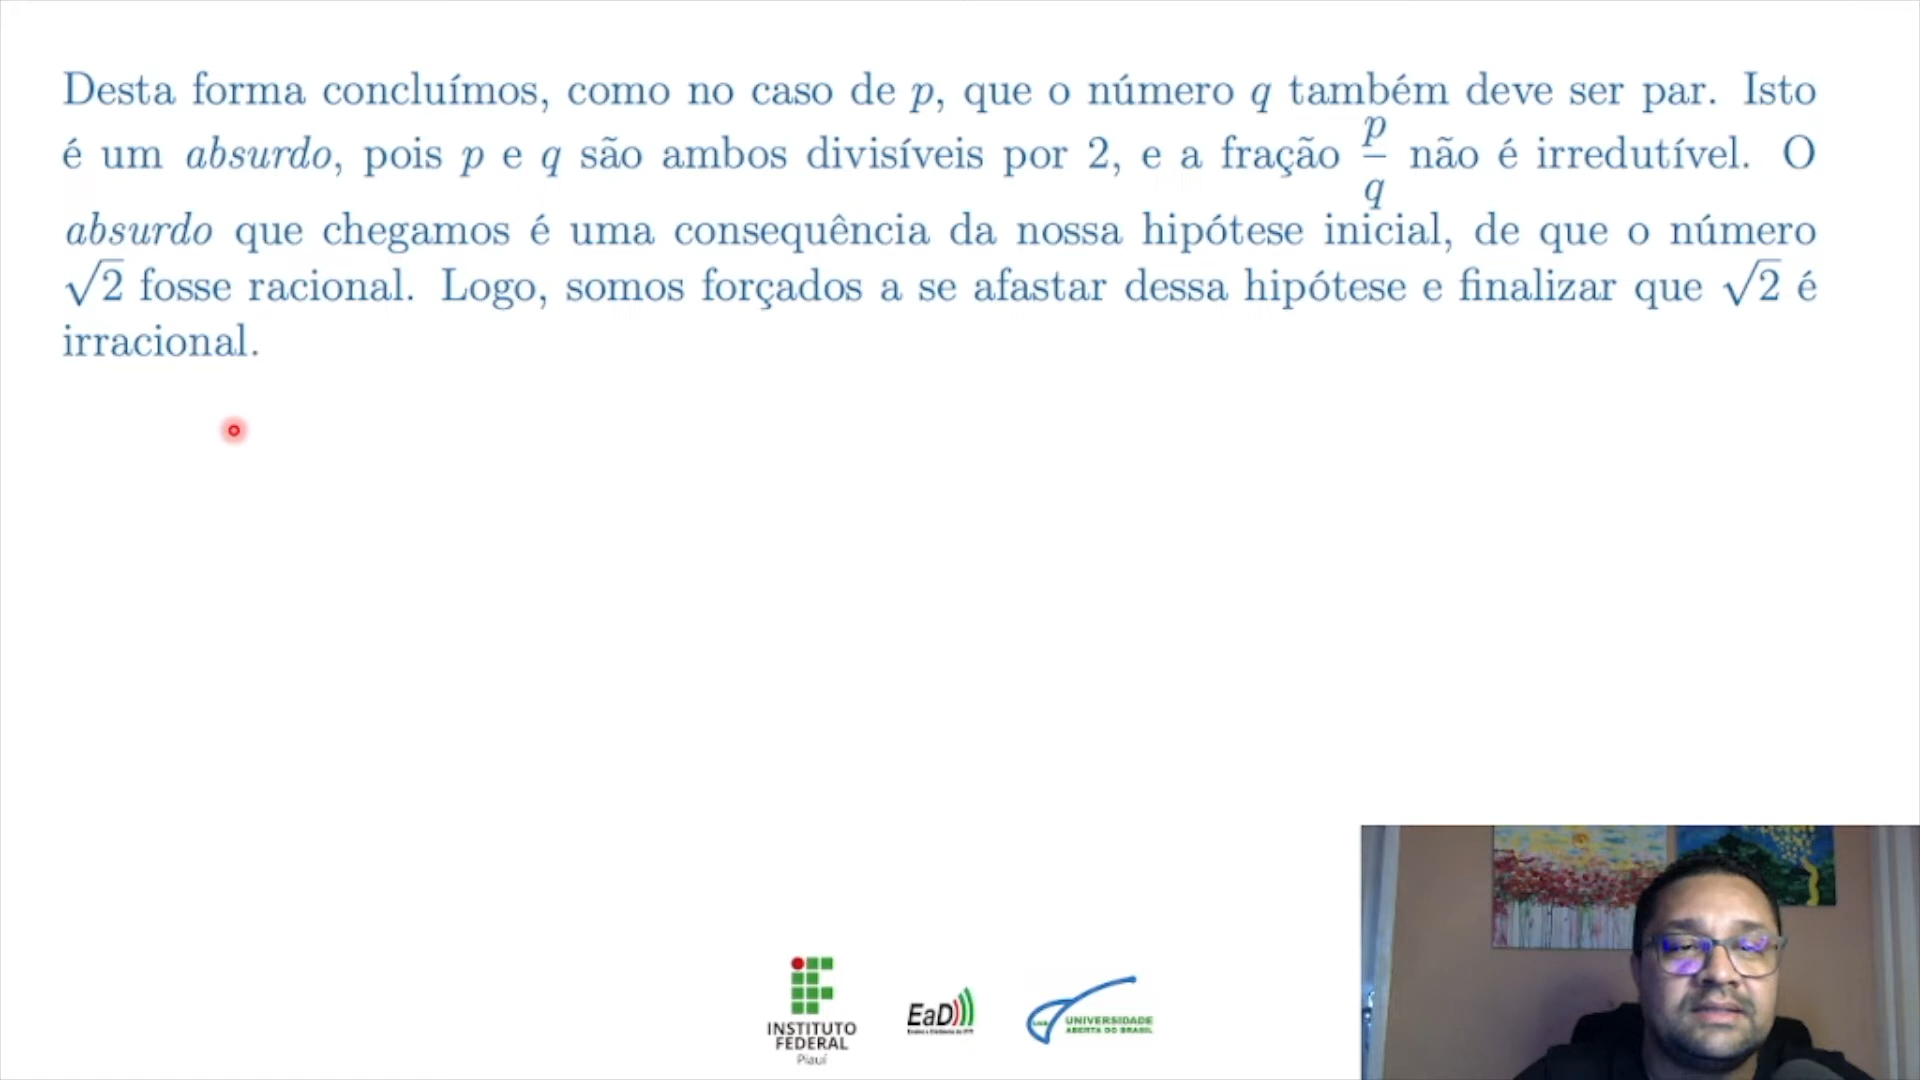 Desta forma concluímos, como no caso de p, que o número q também deve ser par. Isto
é um absurdo, pois p e q são ambos divisíveis por 2, e a fração p/q não é irredutível. O
absurdo que chegamos é uma consequência da nossa hipótese inicial, de que o número
√2 fosse racional. Logo, somos forçados a se afastar dessa hipótese e finalizar que √2 é
irracional.
INSTITUTO
FEDERAL
Piauí
EaD
UNIVERSIDADE
ABERTA DO BRASIL